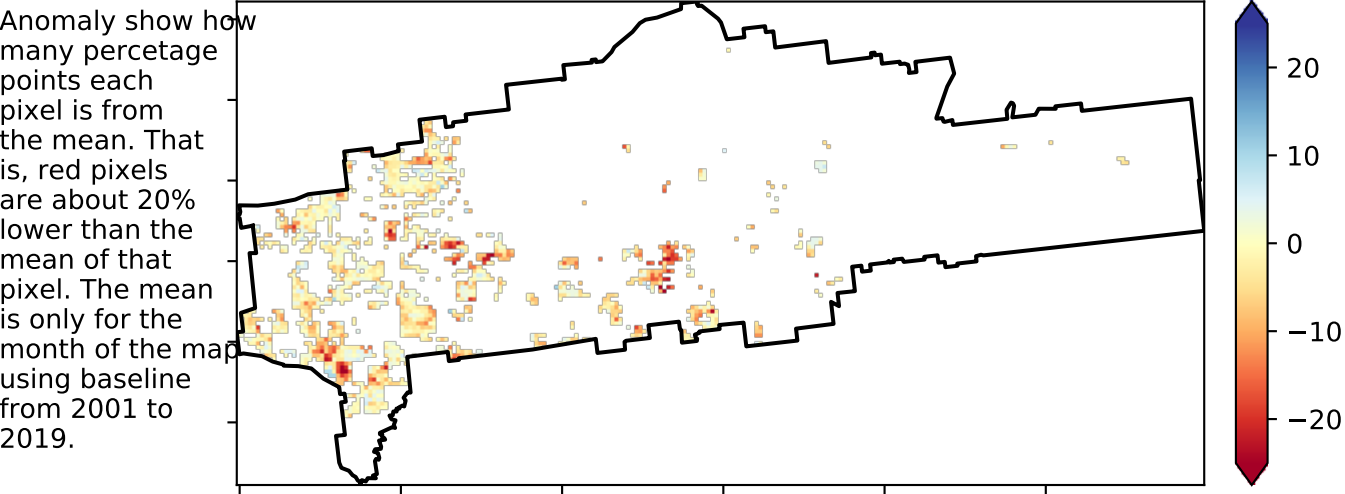 Anomaly show how
many percetage
points each
pixel is from
the mean. That
is, red pixels
are about 20%
lower than the
mean of that
pixel. The mean
is only for the
month of the map
using baseline
from 2001 to
2019.
20
10
0
−10
−20